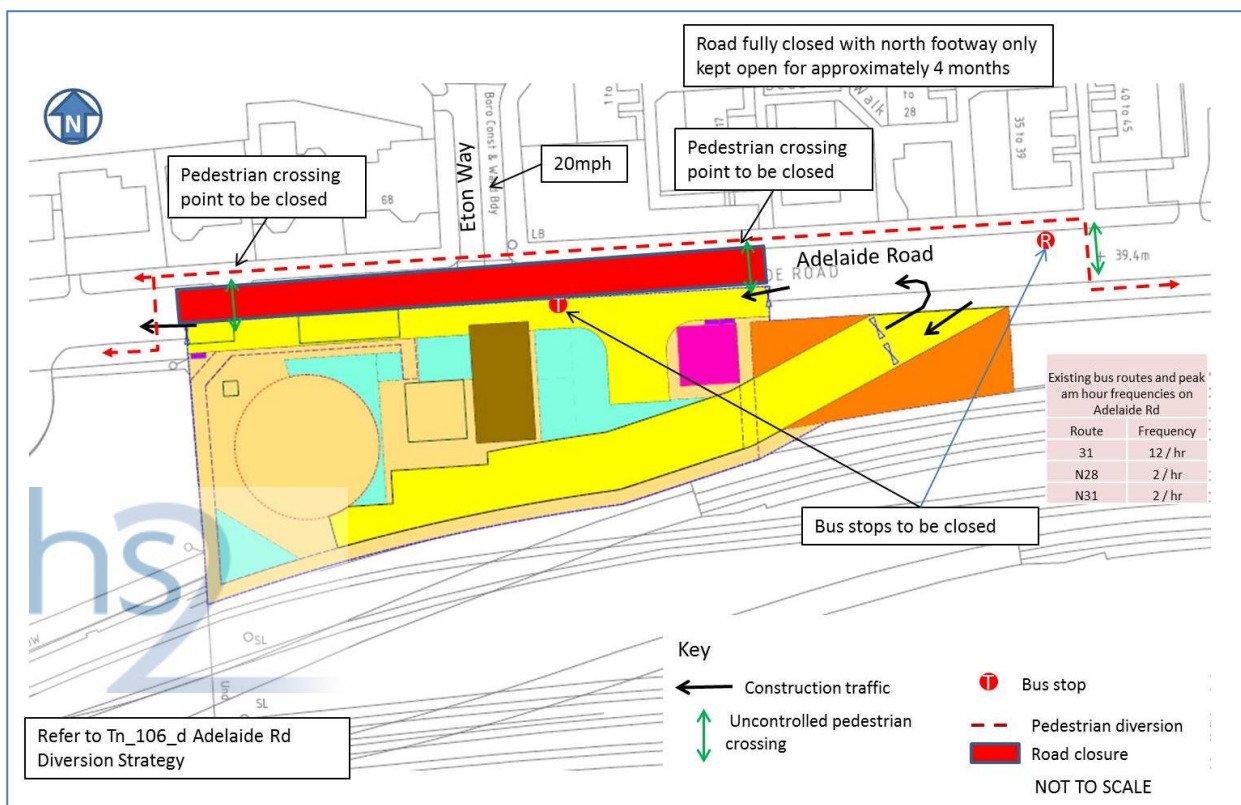 Road fully closed with north footway only
kept open for approximately 4 months
N
Pedestrian crossing
point to be closed
Eton Way
Boro Const & Ward Bdy
20mph
Pedestrian crossing
point to be closed
1 to
17
Walk
to
28
35 to 39
40 to 45
68
LB
R
Adelaide Road
DE ROAD
+ 39.4m
T
Existing bus routes and peak
am hour frequencies on
Adelaide Rd
Route Frequency
31 12 / hr
N28 2 / hr
N31 2 / hr
Bus stops to be closed
hs2
SL
Und
SL
Refer to Tn_106_d Adelaide Rd
Diversion Strategy
Key
Construction traffic
Uncontrolled pedestrian
crossing
T Bus stop
Pedestrian diversion
Road closure
NOT TO SCALE